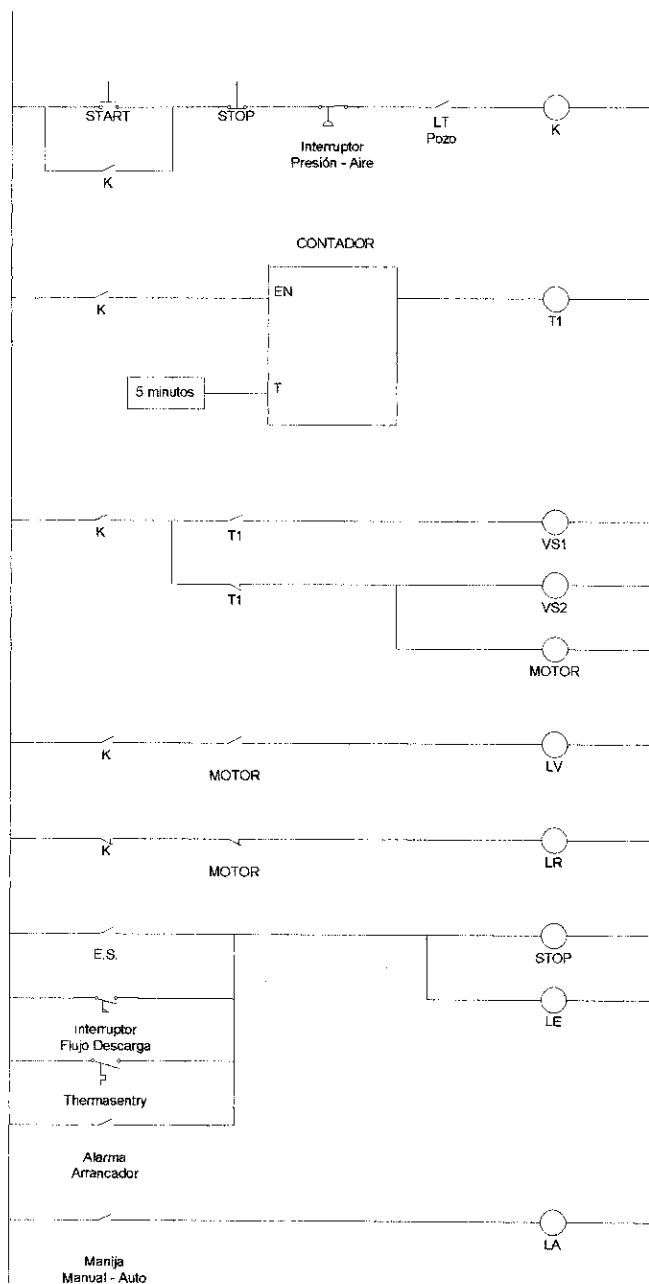 START
STOP
Interruptor
Presión - Aire
LT
Pozo
K
K
CONTADOR
EN
K
T1
5 minutos
T
K
T1
VS1
T1
VS2
MOTOR
K
MOTOR
LV
K
MOTOR
LR
E.S.
STOP
Interruptor
Flujo Descarga
LE
Thermasentry
Alarma
Arrancador
LA
Manija
Manual - Auto